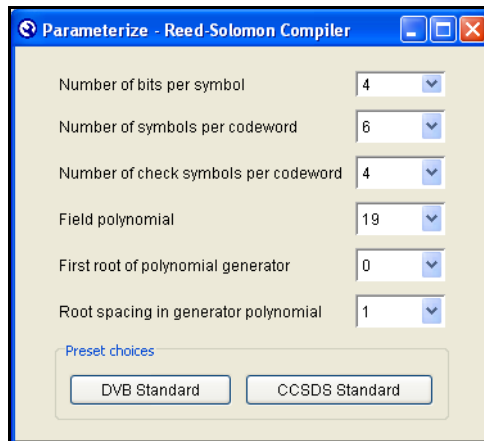 Parameterize - Reed-Solomon Compiler
Number of bits per symbol 4
Number of symbols per codeword 6
Number of check symbols per codeword 4
Field polynomial 19
First root of polynomial generator 0
Root spacing in generator polynomial 1
Preset choices
DVB Standard CCSDS Standard